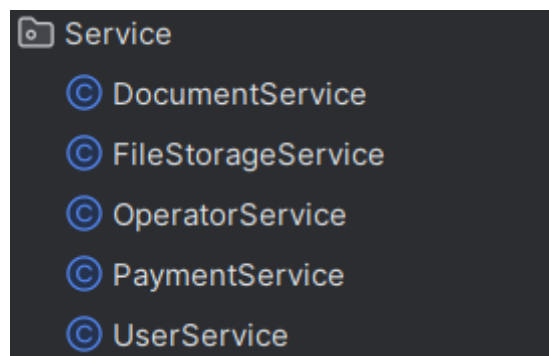 Service
© DocumentService
© FileStorageService
© OperatorService
© PaymentService
© UserService